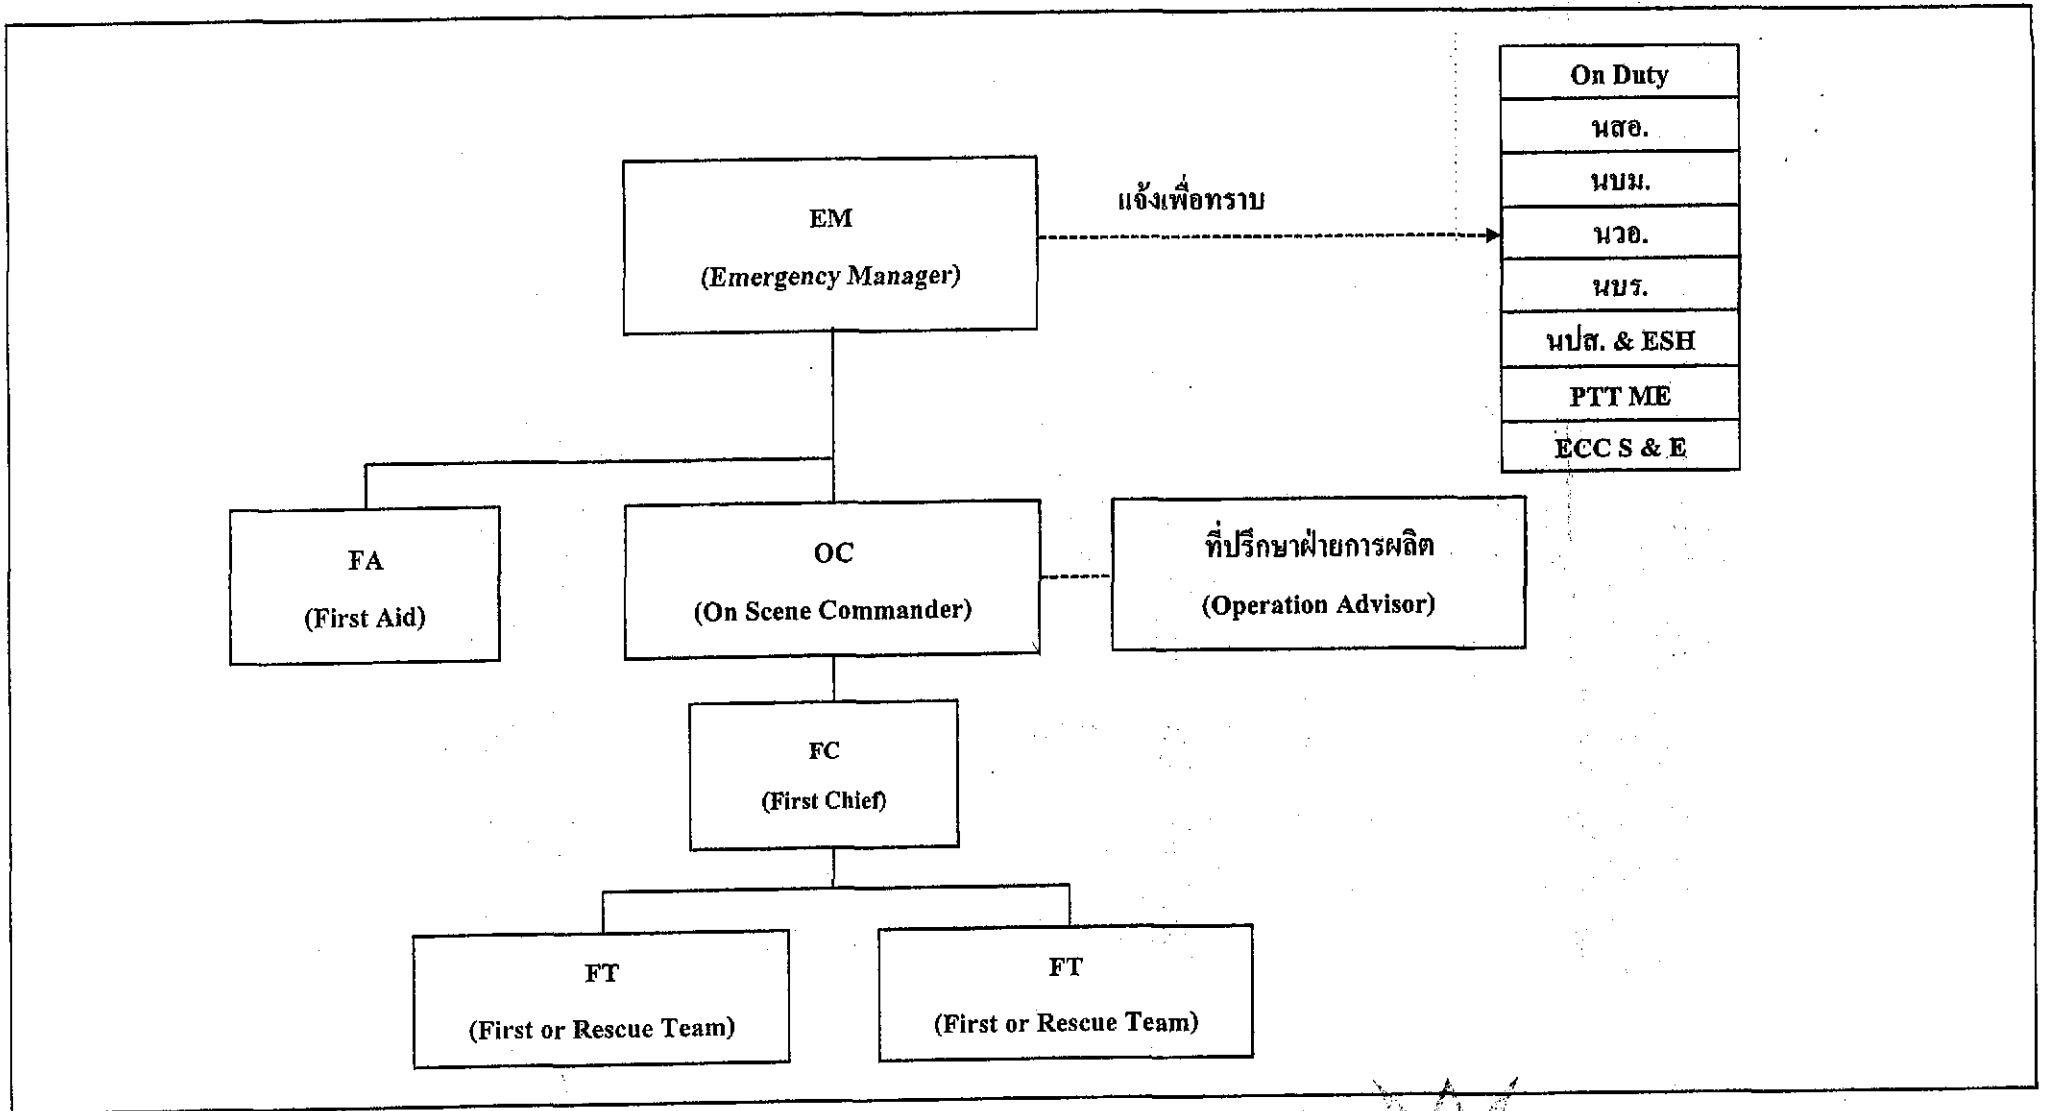 On Duty
นสอ.
นบม.
นวอ.
นบร.
นปส. & ESH
PTT ME
ECC S & E
EM
(Emergency Manager)
แจ้งเพื่อทราบ
FA
(First Aid)
OC
(On Scene Commander)
ที่ปรึกษาฝ่ายการผลิต
(Operation Advisor)
FC
(First Chief)
FT
(First or Rescue Team)
FT
(First or Rescue Team)